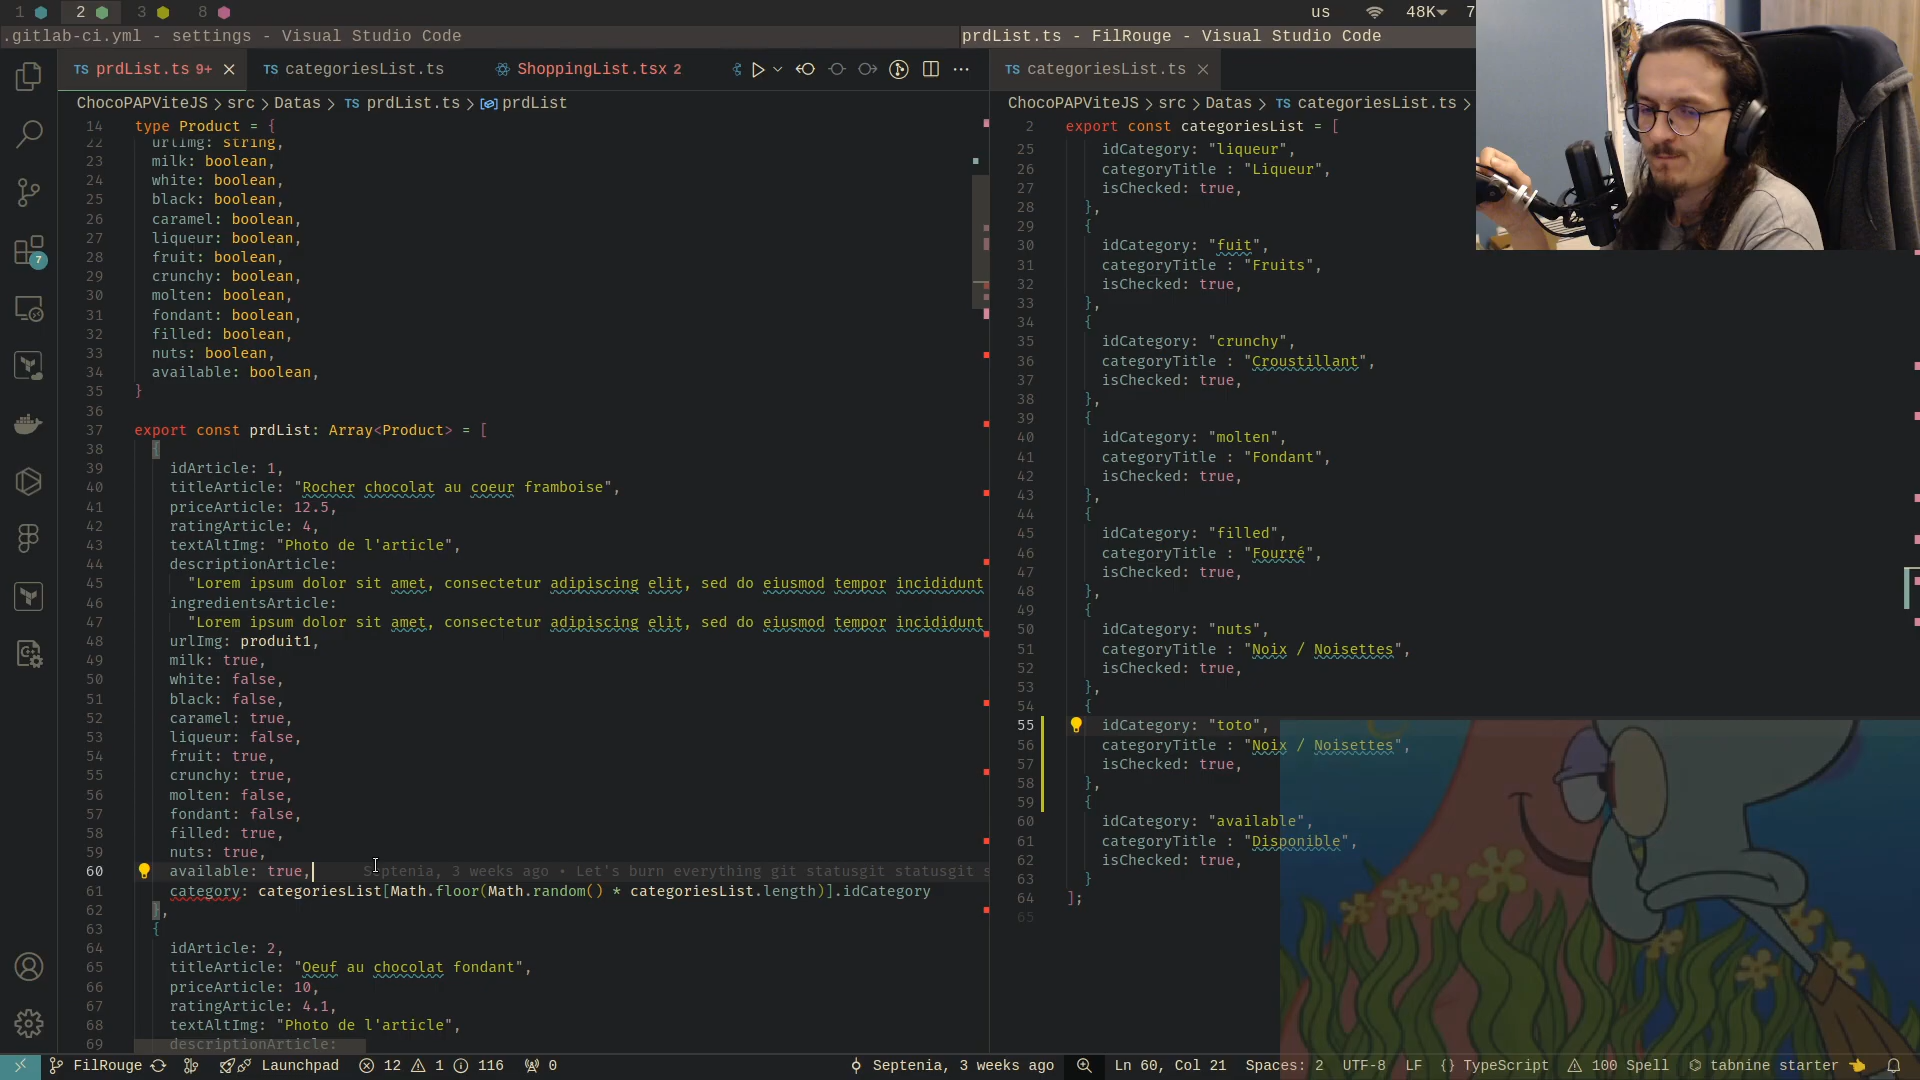 1 2 3 8 us 48K 7
.gitlab-ci.yml - settings - Visual Studio Code
prdList.ts - FilRouge - Visual Studio Code
TS prdList.ts 9+ TS categoriesList.ts ShoppingList.tsx 2
ChocoPAPViteJS > src > Datas > TS prdList.ts > prdList
14 type Product = {
22 urlImg: string,
23 milk: boolean,
24 white: boolean,
25 black: boolean,
26 caramel: boolean,
27 liqueur: boolean,
28 fruit: boolean,
29 crunchy: boolean,
30 molten: boolean,
31 fondant: boolean,
32 filled: boolean,
33 nuts: boolean,
34 available: boolean,
35 }
36
37 export const prdList: Array<Product> = [
38 {
39 idArticle: 1,
40 titleArticle: "Rocher chocolat au coeur framboise",
41 priceArticle: 12.5,
42 ratingArticle: 4,
43 textAltImg: "Photo de l'article",
44 descriptionArticle:
45 "Lorem ipsum dolor sit amet, consectetur adipiscing elit, sed do eiusmod tempor incididunt
46 ingredientsArticle:
47 "Lorem ipsum dolor sit amet, consectetur adipiscing elit, sed do eiusmod tempor incididunt
48 urlImg: produit1,
49 milk: true,
50 white: false,
51 black: false,
52 caramel: true,
53 liqueur: false,
54 fruit: true,
55 crunchy: true,
56 molten: false,
57 fondant: false,
58 filled: true,
59 nuts: true,
60 available: true, Septenia, 3 weeks ago • Let's burn everything git statusgit statusgit s
61 category: categoriesList[Math.floor(Math.random() * categoriesList.length)].idCategory
62 },
63 {
64 idArticle: 2,
65 titleArticle: "Oeuf au chocolat fondant",
66 priceArticle: 10,
67 ratingArticle: 4.1,
68 textAltImg: "Photo de l'article",
69 descriptionArticle:
TS categoriesList.ts
ChocoPAPViteJS > src > Datas > TS categoriesList.ts >
2 export const categoriesList = [
25 idCategory: "liqueur",
26 categoryTitle : "Liqueur",
27 isChecked: true,
28 },
29 {
30 idCategory: "fuit",
31 categoryTitle : "Fruits",
32 isChecked: true,
33 },
34 {
35 idCategory: "crunchy",
36 categoryTitle : "Croustillant",
37 isChecked: true,
38 },
39 {
40 idCategory: "molten",
41 categoryTitle : "Fondant",
42 isChecked: true,
43 },
44 {
45 idCategory: "filled",
46 categoryTitle : "Fourré",
47 isChecked: true,
48 },
49 {
50 idCategory: "nuts",
51 categoryTitle : "Noix / Noisettes",
52 isChecked: true,
53 },
54 {
55 idCategory: "toto",
56 categoryTitle : "Noix / Noisettes",
57 isChecked: true,
58 },
59 {
60 idCategory: "available",
61 categoryTitle : "Disponible",
62 isChecked: true,
63 }
64 ];
65
7
FilRouge Launchpad 12 1 116 0 Septenia, 3 weeks ago Ln 60, Col 21 Spaces: 2 UTF-8 LF {} TypeScript 100 Spell tabnine starter